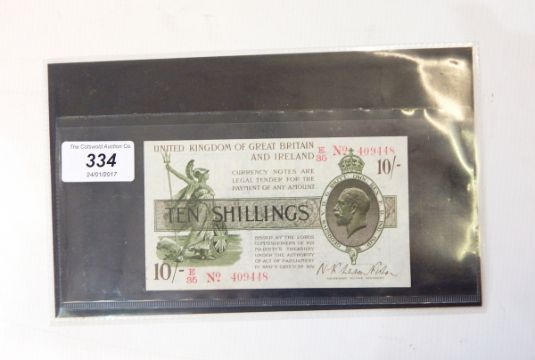 The Cotswold Auction Co.
334
24/01/2017
UNITED KINGDOM OF GREAT BRITAIN
AND IRELAND
E/35 No 409448
10/-
CURRENCY NOTES ARE
LEGAL TENDER FOR THE
PAYMENT OF ANY AMOUNT
TEN SHILLINGS
ISSUED BY THE LORDS
COMMISSIONERS OF HIS
MAJESTY'S TREASURY
UNDER THE AUTHORITY
OF ACT OF PARLIAMENT
10/- E/35 No 409448